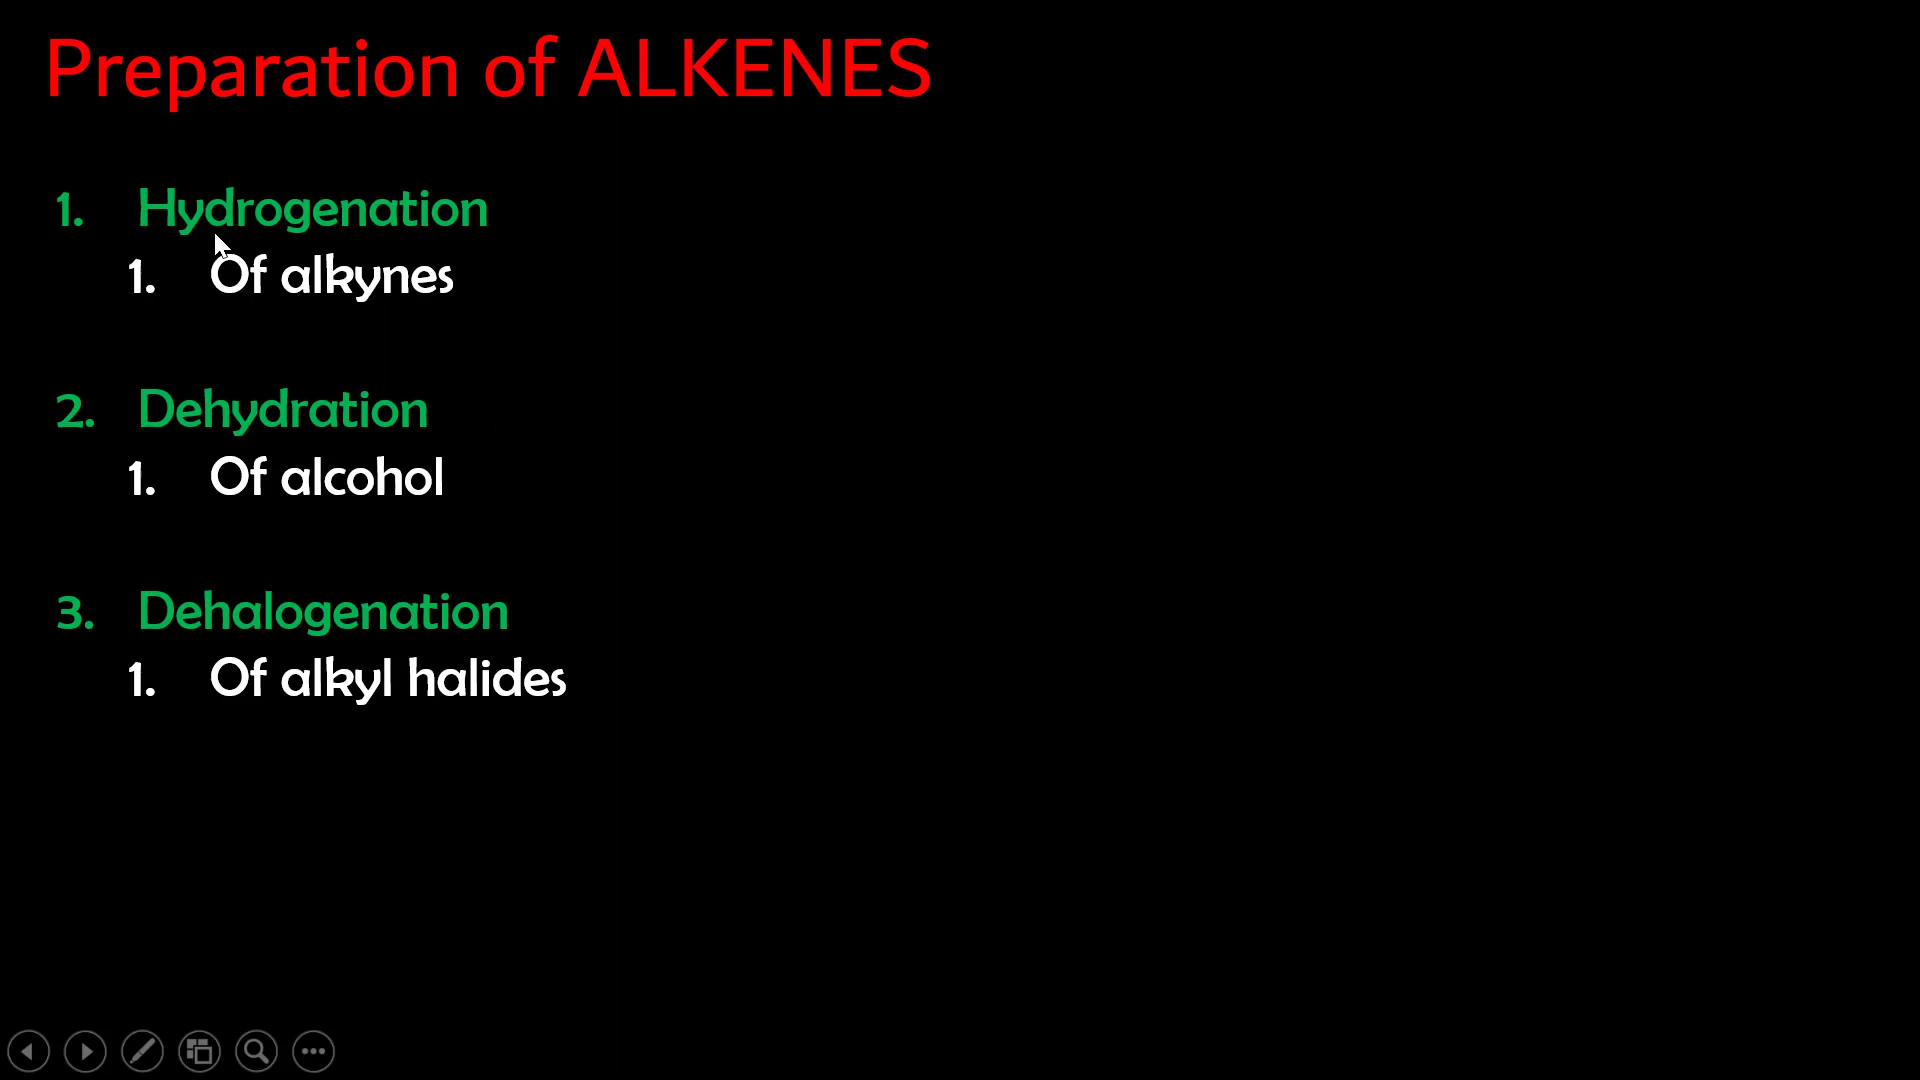 Preparation of ALKENES
1. Hydrogenation
1. Of alkynes
2. Dehydration
1. Of alcohol
3. Dehalogenation
1. Of alkyl halides